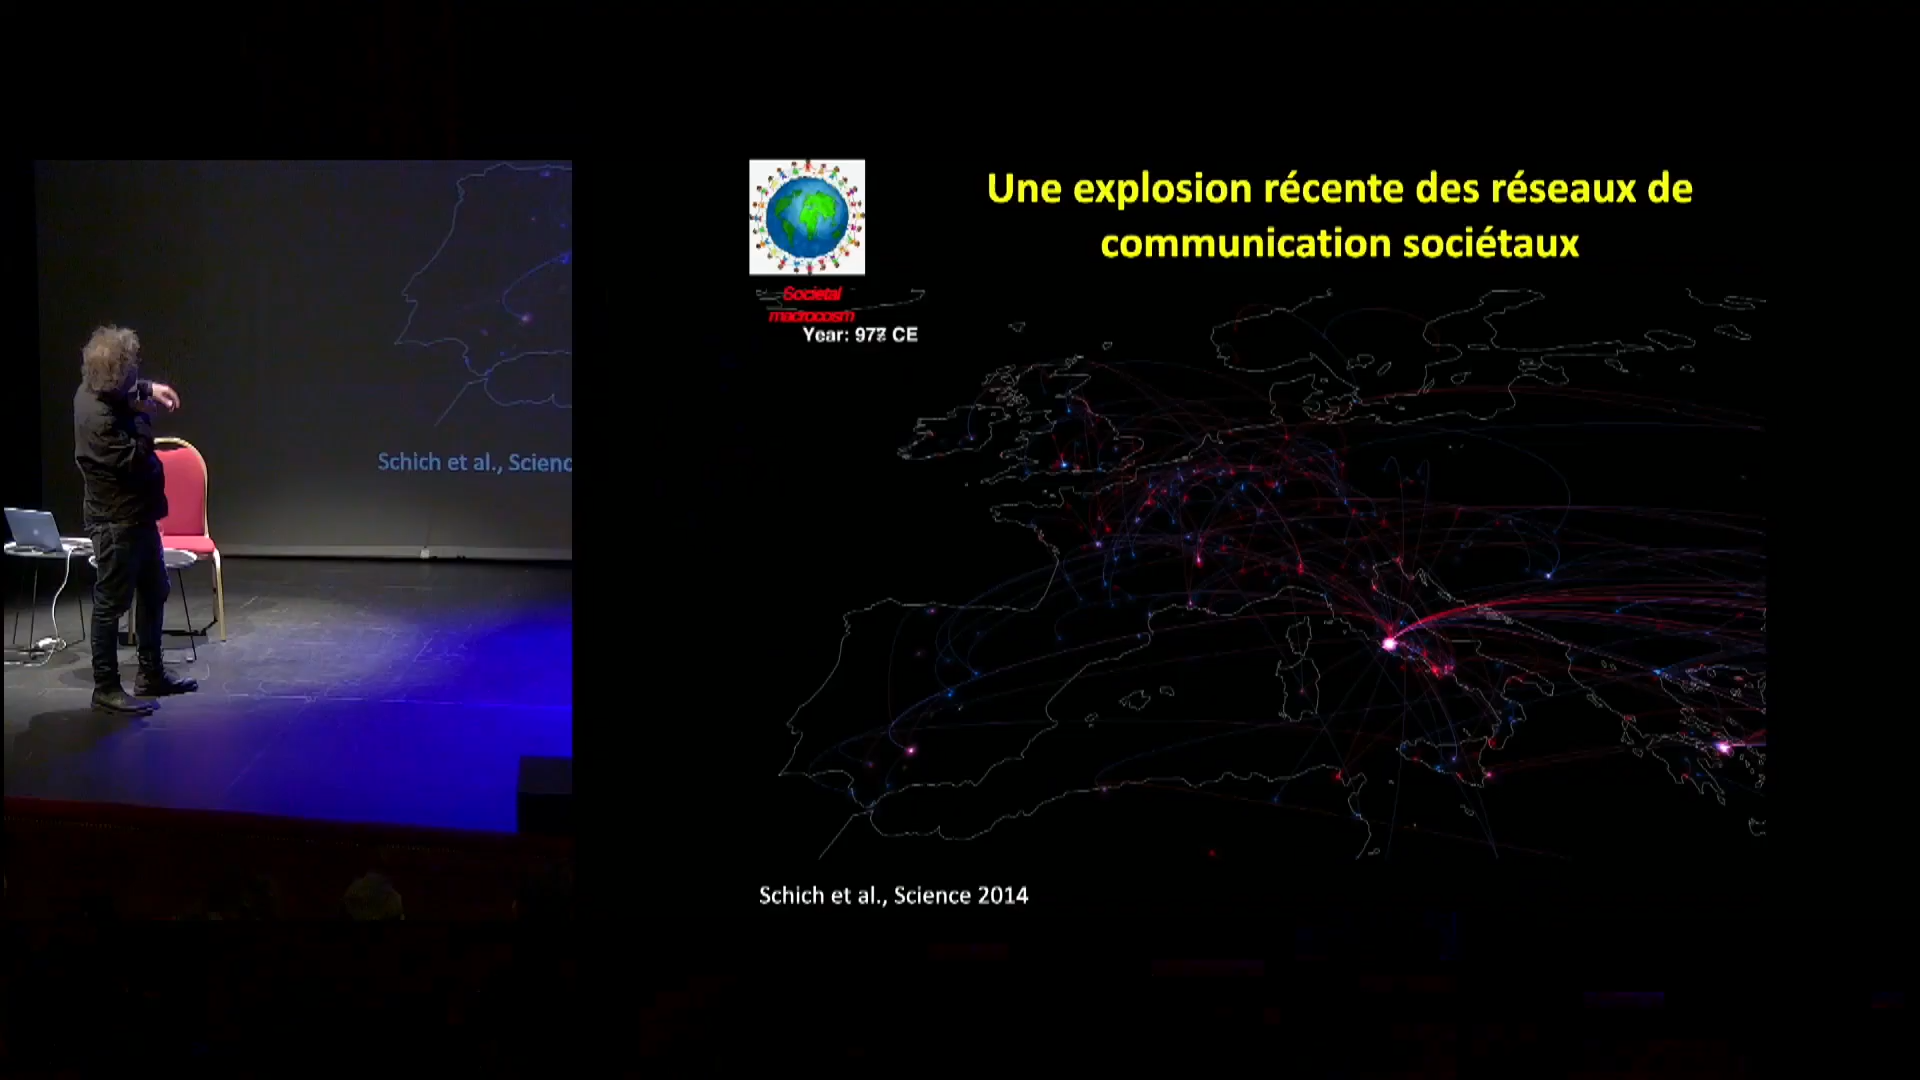 Une explosion récente des réseaux de
communication sociétaux
Societal
macrocosm
Year: 977 CE
Schich et al., Scienc
Schich et al., Science 2014